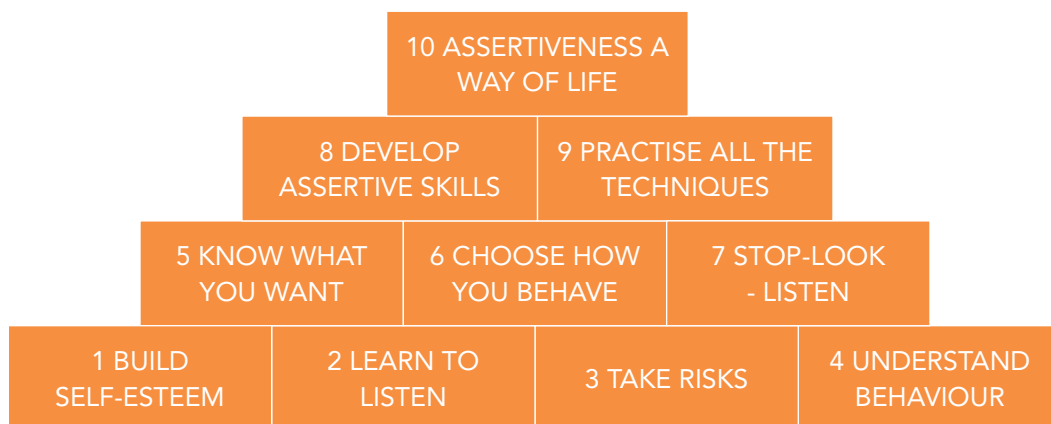 10 ASSERTIVENESS A
WAY OF LIFE
8 DEVELOP
ASSERTIVE SKILLS
9 PRACTISE ALL THE
TECHNIQUES
5 KNOW WHAT
YOU WANT
6 CHOOSE HOW
YOU BEHAVE
7 STOP-LOOK
- LISTEN
1 BUILD
SELF-ESTEEM
2 LEARN TO
LISTEN
3 TAKE RISKS
4 UNDERSTAND
BEHAVIOUR